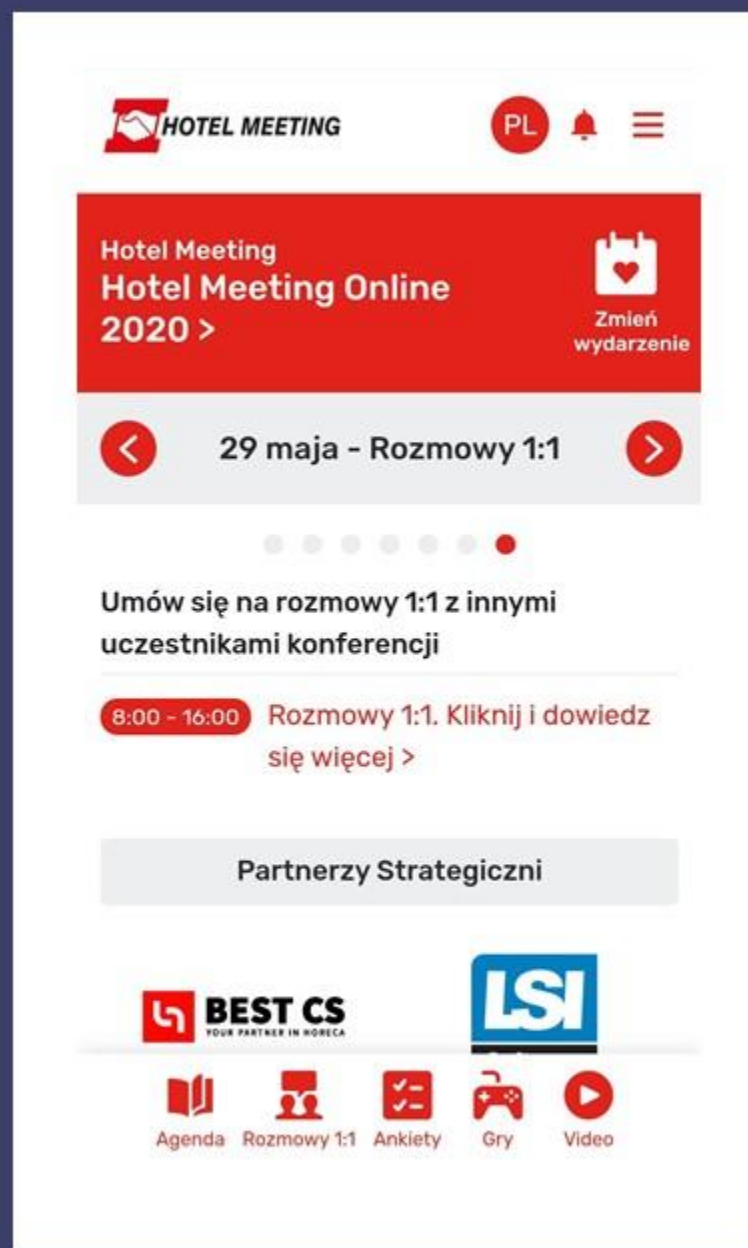 HOTEL MEETING
PL
Hotel Meeting
Hotel Meeting Online
2020 >
Zmień
wydarzenie
29 maja - Rozmowy 1:1
Umów się na rozmowy 1:1 z innymi
uczestnikami konferencji
8:00 - 16:00
Rozmowy 1:1. Kliknij i dowiedz
się więcej >
Partnerzy Strategiczni
BEST CS
YOUR PARTNER IN HORECA
LSI
Agenda
Rozmowy 1:1
Ankiety
Gry
Video